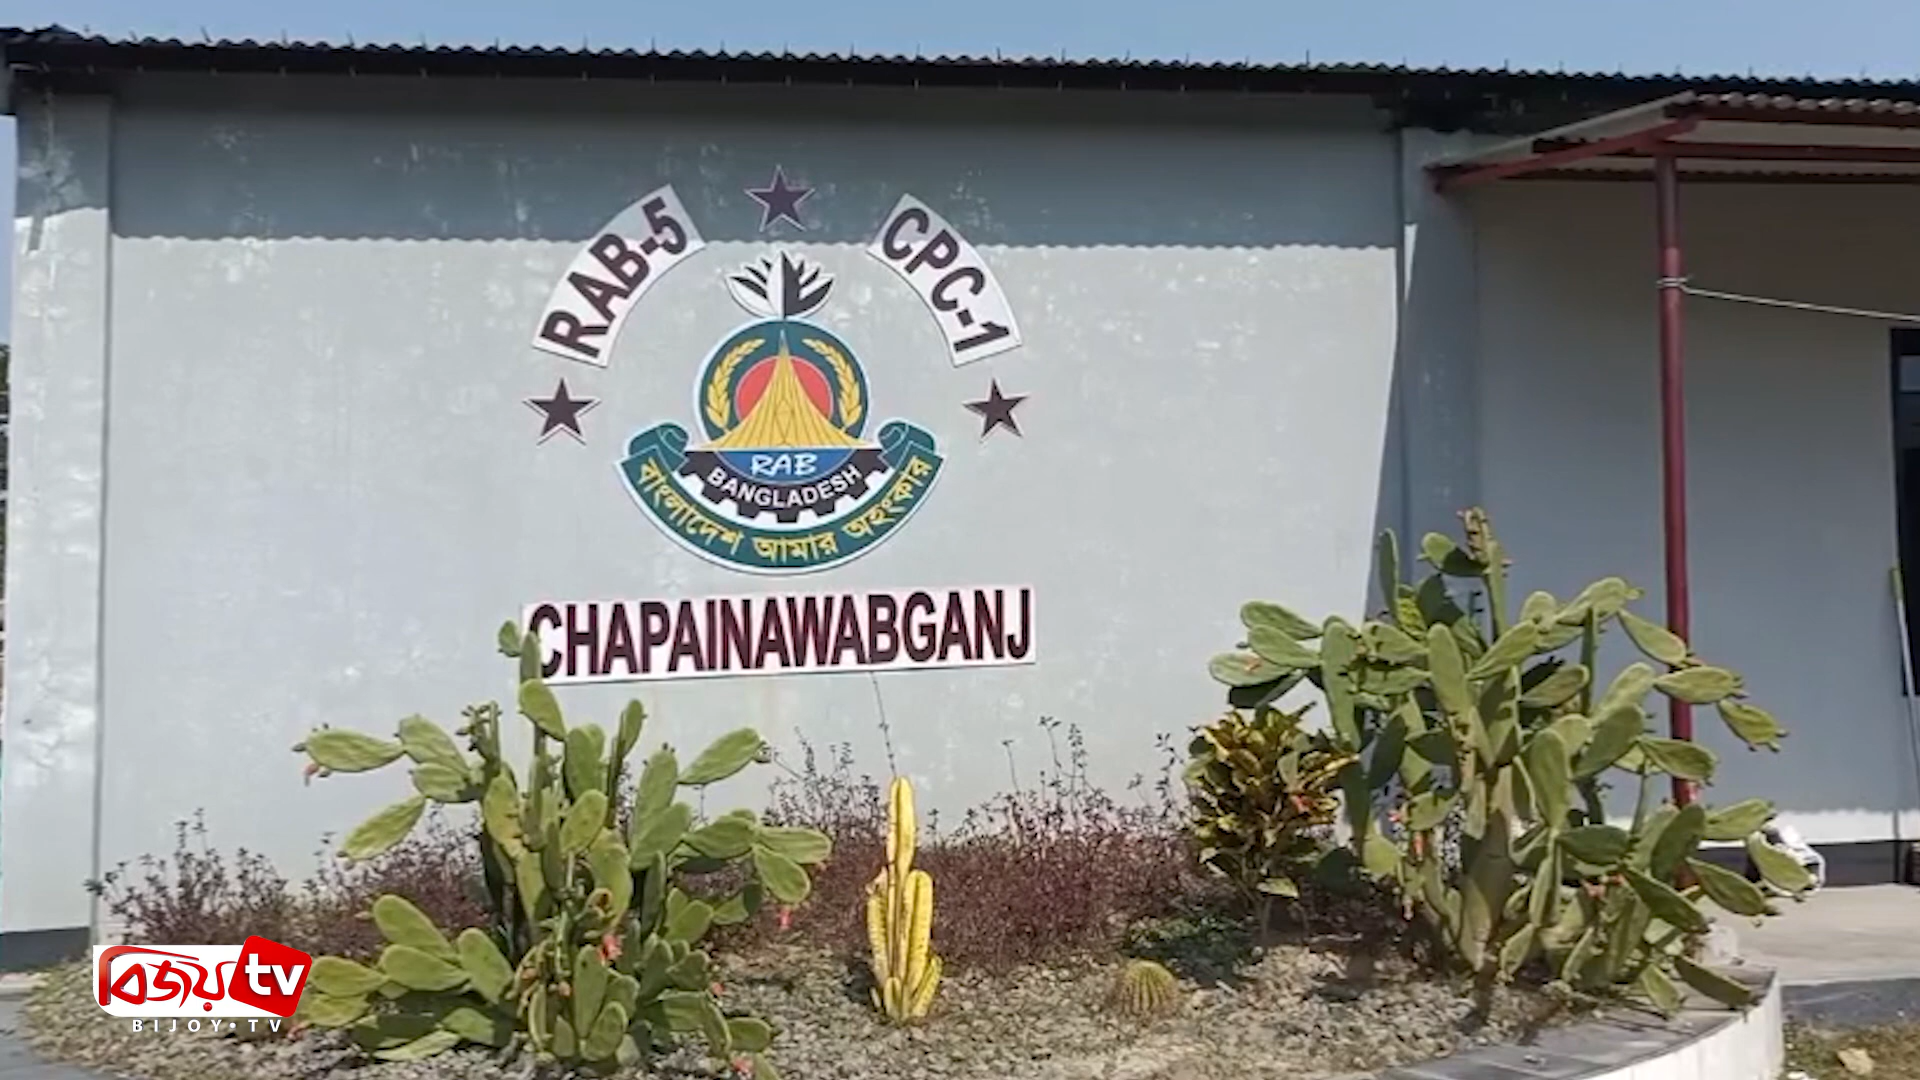 RAB-5
CPC-1
RAB
BANGLADESH
বাংলাদেশ আমার অহংকার
CHAPAINAWABGANJ
বিজয় tv
BIJOY•TV